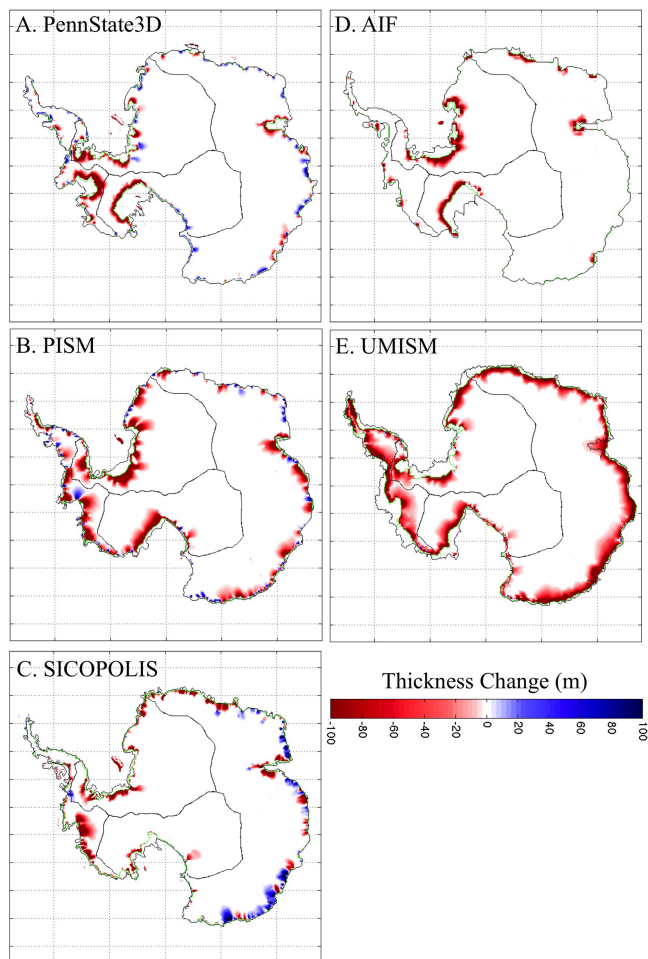 A. PennState3D
D. AIF
B. PISM
E. UMISM
C. SICOPOLIS
Thickness Change (m)
-100 -80 -60 -40 -20 0 20 40 60 80 100